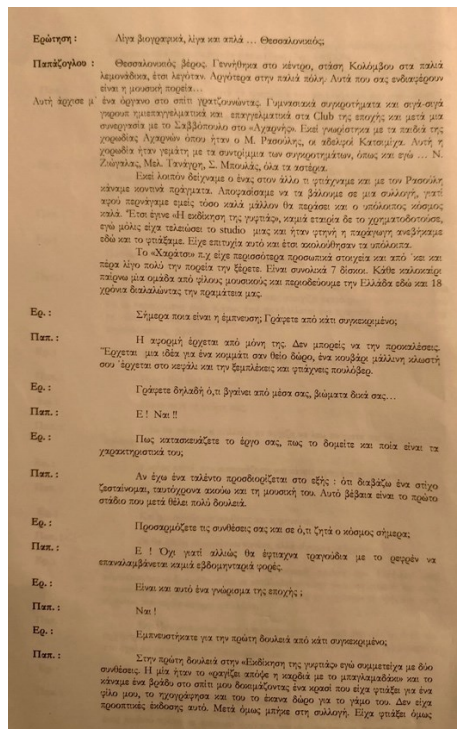 Ερώτηση : Λίγα βιογραφικά, λίγα και απλά … Θεσσαλονικιός;
Παπάζογλου : Θεσσαλονικιός βέρος. Γεννήθηκα στο κέντρο, στάση Κολόμβου στα παλιά
λεμονάδικα, έτσι λεγόταν. Αργότερα στην παλιά πόλη. Αυτά που σας ενδιαφέρουν
είναι η μουσική πορεία…
Αυτή άρχισε μ΄ ένα όργανο στο σπίτι γρατζουνώντας. Γυμνασιακά συγκροτήματα και σιγά-σιγά
γκρουπ ημιεπαγγελματικά και επαγγελματικά στα Club της εποχής και μετά μια
συνεργασία με το Σαββόπουλο στο «Αχαρνής». Εκεί γνωρίστηκα με τα παιδιά της
χορωδίας Αχαρνών όπου ήταν ο Μ. Ρασούλης, οι αδελφοί Κατσιμίχα. Αυτή η
χορωδία ήταν γεμάτη με τα συντρίμμια των συγκροτημάτων, όπως και εγώ … Ν.
Ζιώγαλας, Μελ. Τανάγρη, Σ. Μπουλάς, όλα τα αστέρια.
Εκεί λοιπόν δείχναμε ο ένας στον άλλο τι φτιάχναμε και με τον Ρασούλη
κάναμε κοντινά πράγματα. Αποφασίσαμε να τα βάλουμε σε μια συλλογή, γιατί
αφού περνάγαμε εμείς τόσο καλά μάλλον θα περάσει και ο υπόλοιπος κόσμος
καλά. Έτσι έγινε «Η εκδίκηση της γυφτιάς», καμιά εταιρία δε το χρηματοδοτούσε,
εγώ μόλις είχα τελειώσει το studio μιας και ήταν φτηνή η παραγωγή ανεβήκαμε
εδώ και το φτιάξαμε. Είχε επιτυχία αυτό και έτσι ακολούθησαν τα υπόλοιπα.
Το «Χαράτσι» π.χ είχε περισσότερα προσωπικά στοιχεία και από ΄κει και
πέρα λίγο πολύ την πορεία την ξέρετε. Είναι συνολικά 7 δίσκοι. Κάθε καλοκαίρι
παίρνω μια ομάδα από φίλους μουσικούς και περιοδεύουμε την Ελλάδα εδώ και 18
χρόνια διαλαλώντας την πραμάτεια μας.
Ερ. : Σήμερα ποια είναι η έμπνευση; Γράφετε από κάτι συγκεκριμένο;
Παπ. : Η αφορμή έρχεται από μόνη της. Δεν μπορείς να την προκαλέσεις.
Έρχεται μια ιδέα για ένα κομμάτι σαν θείο δώρο, ένα κουβάρι μάλλινη κλωστή
σου ΄έρχεται στο κεφάλι και την ξεμπλέκεις και φτιάχνεις πουλόβερ.
Ερ. : Γράφετε δηλαδή ό,τι βγαίνει από μέσα σας, βιώματα δικά σας…
Παπ. : Ε ! Ναι !!
Ερ. : Πως κατασκευάζετε το έργο σας, πως το δομείτε και ποία είναι τα
χαρακτηριστικά του;
Παπ. : Αν έχω ένα ταλέντο προσδιορίζεται στο εξής : ότι διαβάζω ένα στίχο
ζεσταίνομαι, ταυτόχρονα ακούω και τη μουσική του. Αυτό βέβαια είναι το πρώτο
στάδιο που μετά θέλει πολύ δουλειά.
Ερ. : Προσαρμόζετε τις συνθέσεις σας και σε ό,τι ζητά ο κόσμος σήμερα;
Παπ. : Ε ! Όχι γιατί αλλιώς θα έφτιαχνα τραγούδια με το ρεφρέν να
επαναλαμβάνεται καμιά εβδομηνταριά φορές.
Ερ. : Είναι και αυτό ένα γνώρισμα της εποχής ;
Παπ. : Ναι !
Ερ. : Εμπνευστήκατε για την πρώτη δουλειά από κάτι συγκεκριμένο;
Παπ. : Στην πρώτη δουλειά στην «Εκδίκηση της γυφτιάς» εγώ συμμετείχα με δύο
συνθέσεις. Η μία ήταν το «ραγίζει απόψε η καρδιά με το μπαγλαμαδάκι» και το
κάναμε ένα βράδυ στο σπίτι μου δοκιμάζοντας ένα κρασί που είχα φτιάξει για ένα
φίλο μου, το ηχογράφησα και του το έκανα δώρο για το γάμο του. Δεν είχα
προοπτικές έκδοσης αυτό. Μετά όμως μπήκε στη συλλογή. Είχα φτιάξει όμως